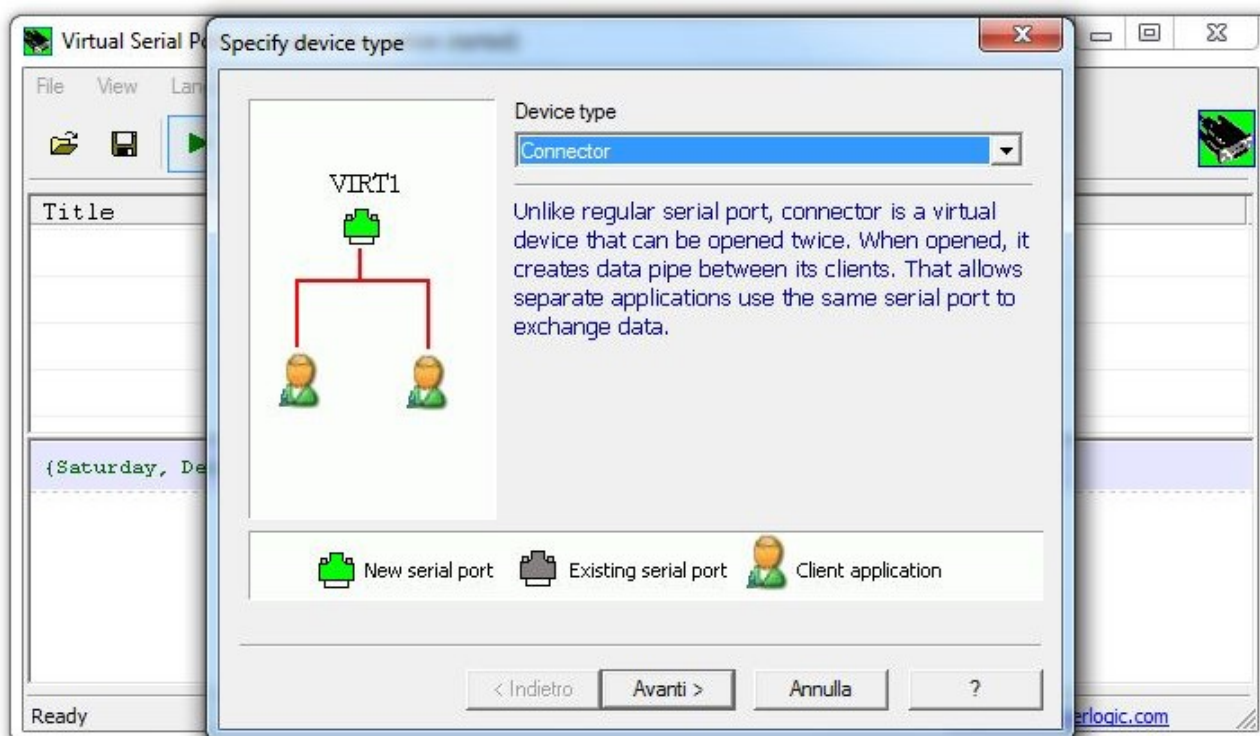 Virtual Serial Po
Specify device type
File View Lan
Device type
Connector
VIRT1
Unlike regular serial port, connector is a virtual
device that can be opened twice. When opened, it
creates data pipe between its clients. That allows
separate applications use the same serial port to
exchange data.
Title
{Saturday, De
New serial port
Existing serial port
Client application
< Indietro
Avanti >
Annulla
?
Ready
erlogic.com